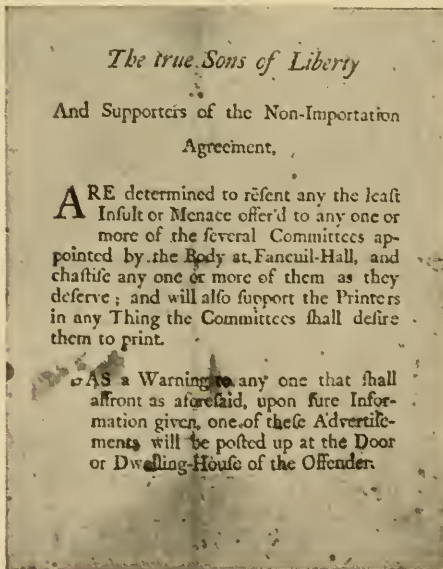 The true Sons of Liberty
And Supporters of the Non-Importation
Agreement,
ARE determined to reſent any the leaſt
Inſult or Menace offer'd to any one or
more of the ſeveral Committees ap-
pointed by the Body at Faneuil-Hall, and
chaſtiſe any one or more of them as they
deſerve; and will alſo ſupport the Printers
in any Thing the Committees ſhall deſire
them to print.
☞AS a Warning to any one that ſhall
affront as aforeſaid, upon ſure Infor-
mation given, one of theſe Advertiſe-
ments will be poſted up at the Door
or Dwelling-Houſe of the Offender.